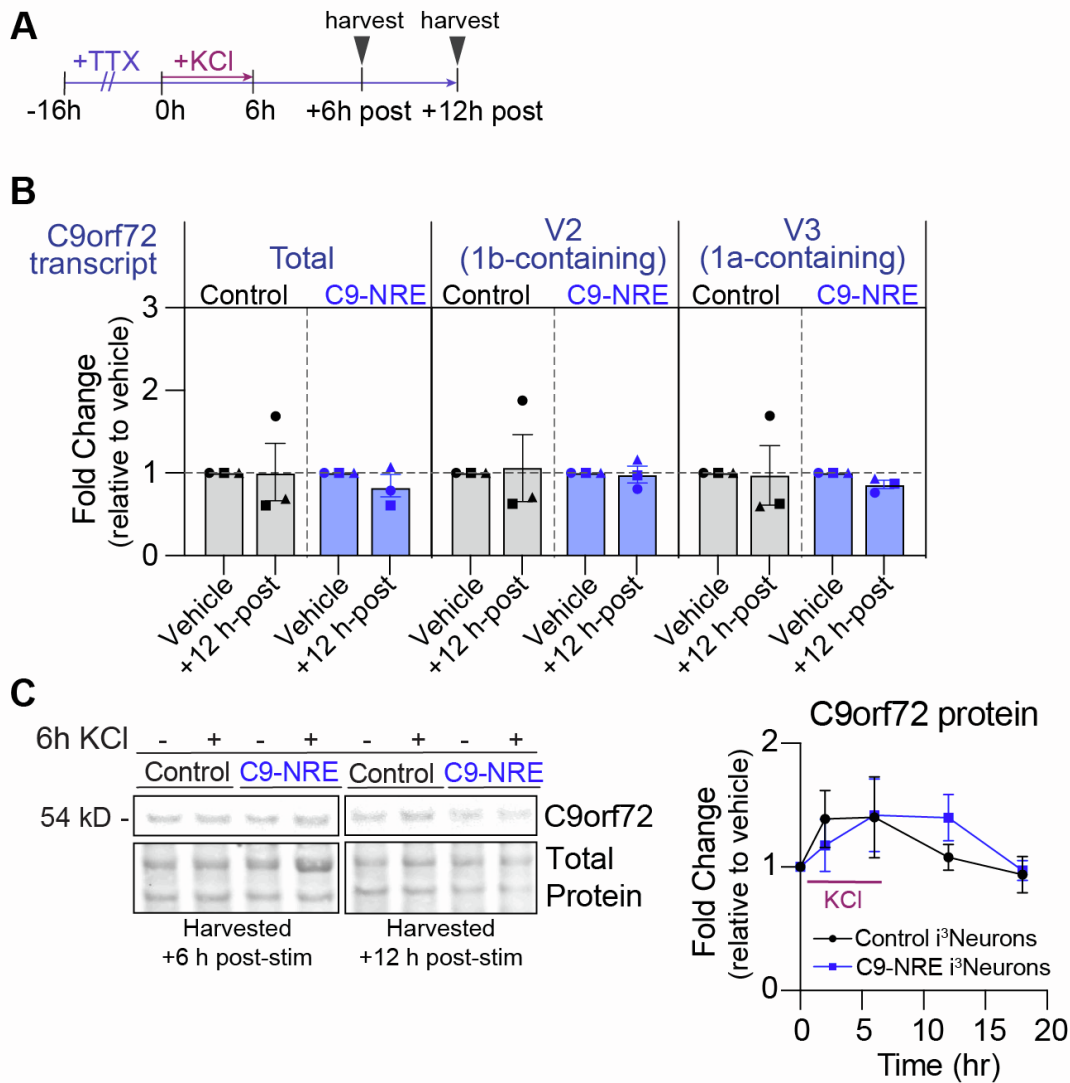 A
harvest harvest
+TTX +KCl
-16h 0h 6h +6h post +12h post
B
C9orf72
transcript
Total
V2
(1b-containing)
V3
(1a-containing)
Control C9-NRE Control C9-NRE Control C9-NRE
Fold Change
(relative to vehicle)
3
2
1
0
Vehicle +12 h-post Vehicle +12 h-post Vehicle +12 h-post Vehicle +12 h-post Vehicle +12 h-post Vehicle +12 h-post
C
6h KCl - + - + - + - +
Control C9-NRE Control C9-NRE
54 kD -
C9orf72
Total
Protein
Harvested
+6 h post-stim
Harvested
+12 h post-stim
C9orf72 protein
Fold Change
(relative to vehicle)
2
1
0
KCl
Control i³Neurons
C9-NRE i³Neurons
0 5 10 15 20
Time (hr)